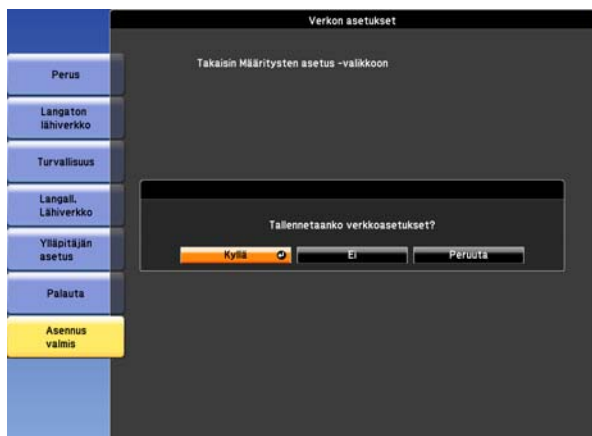 Verkon asetukset
Takaisin Määritysten asetus -valikkoon
Perus
Langaton
lähiverkko
Turvallisuus
Langall.
Lähiverkko
Ylläpitäjän
asetus
Palauta
Asennus
valmis
Tallennetaanko verkkoasetukset?
Kyllä
Ei
Peruuta